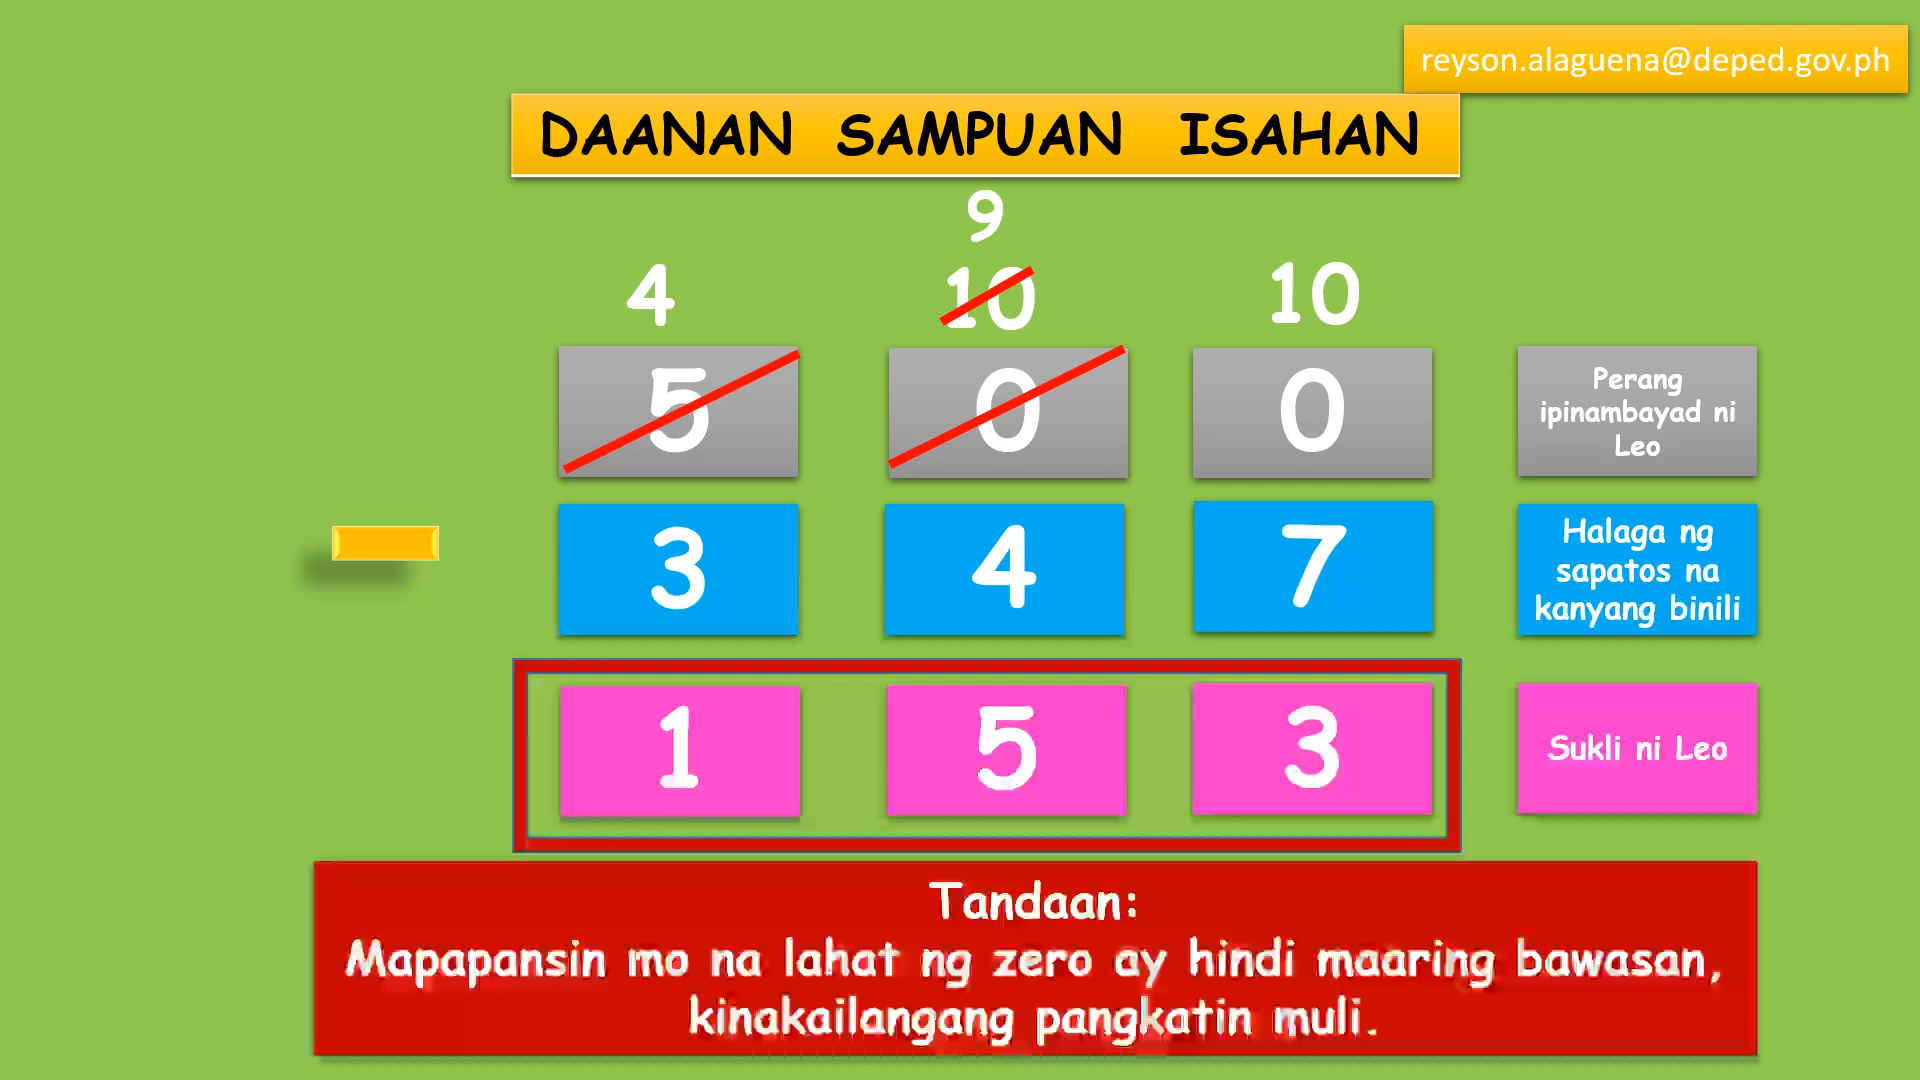 reyson.alaguena@deped.gov.ph
DAANAN SAMPUAN ISAHAN
9
4 10 10
5 0 0
Perang
ipinambayad ni
Leo
3 4 7
Halaga ng
sapatos na
kanyang binili
1 5 3
Sukli ni Leo
Tandaan:
Mapapansin mo na lahat ng zero ay hindi maaring bawasan,
kinakailangang pangkatin muli.